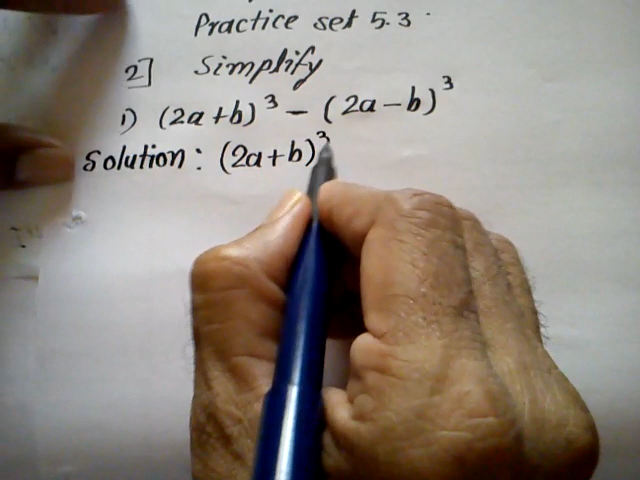 Practice set 5.3.
2] Simplify
1) (2a+b)³ - (2a-b)³
Solution: (2a+b)³